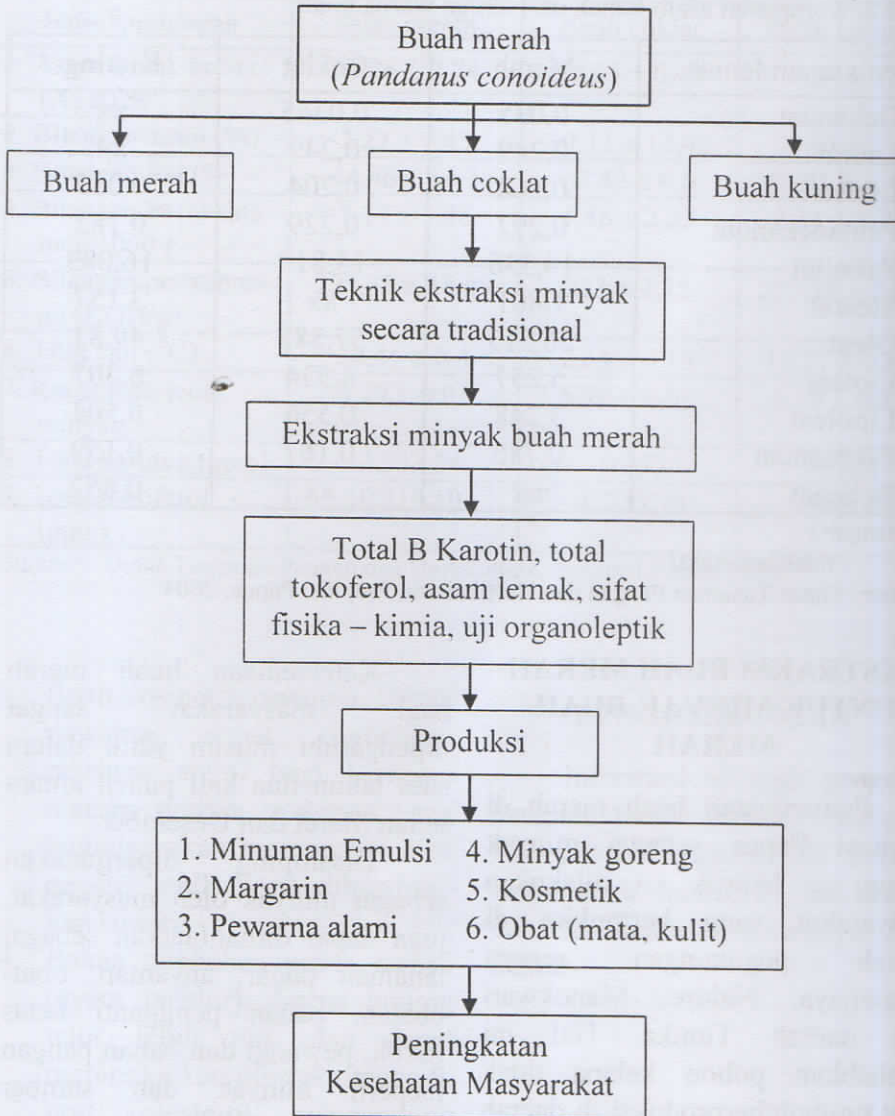 Buah merah
(Pandanus conoideus)
Buah merah
Buah coklat
Buah kuning
Teknik ekstraksi minyak
secara tradisional
Ekstraksi minyak buah merah
Total B Karotin, total
tokoferol, asam lemak, sifat
fisika – kimia, uji organoleptik
Produksi
1. Minuman Emulsi
2. Margarin
3. Pewarna alami
4. Minyak goreng
5. Kosmetik
6. Obat (mata, kulit)
Peningkatan
Kesehatan Masyarakat